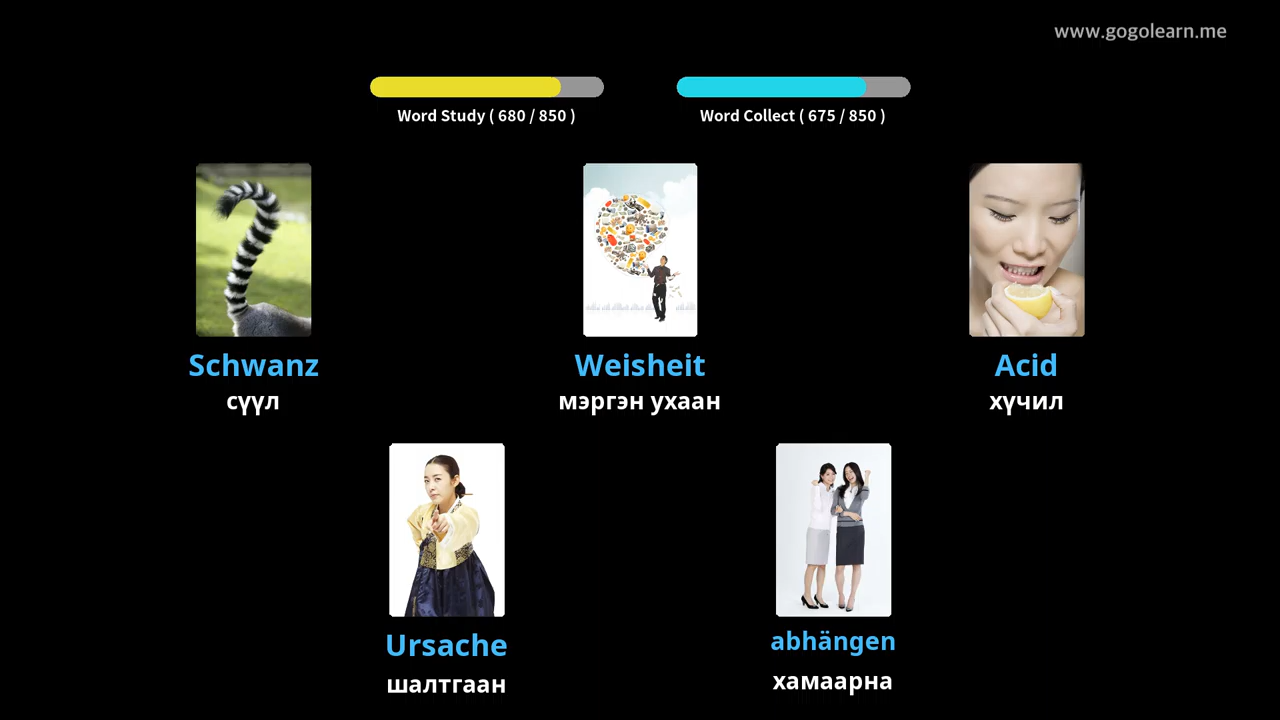 www.gogolearn.me
Word Study ( 680 / 850 )
Word Collect ( 675 / 850 )
Schwanz
сүүл
Weisheit
мэргэн ухаан
Acid
хүчил
Ursache
шалтгаан
abhängen
хамаарна